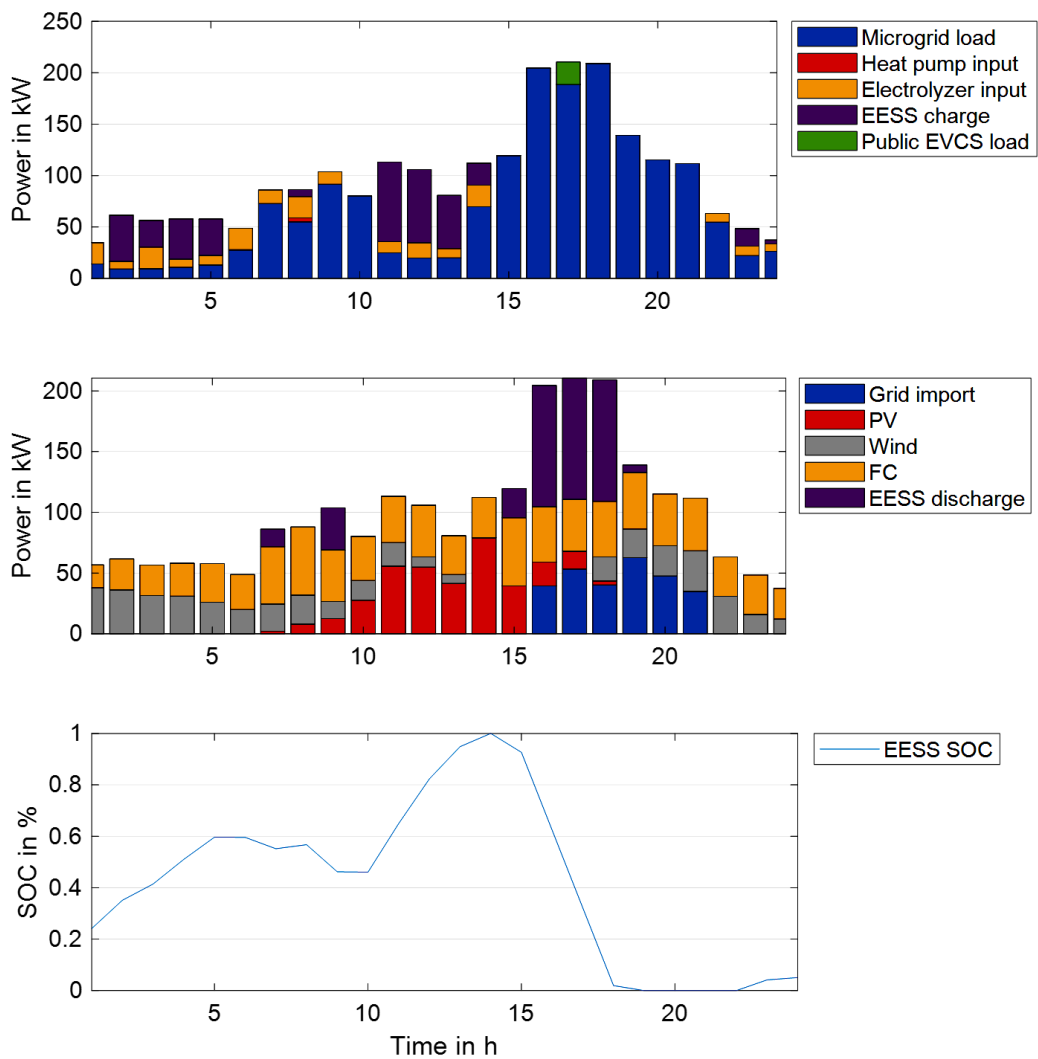 250
200
150
100
50
0
Power in kW
5
10
15
20
Microgrid load
Heat pump input
Electrolyzer input
EESS charge
Public EVCS load
200
150
100
50
0
Power in kW
5
10
15
20
Grid import
PV
Wind
FC
EESS discharge
1
0.8
0.6
0.4
0.2
0
SOC in %
5
10
15
20
Time in h
EESS SOC